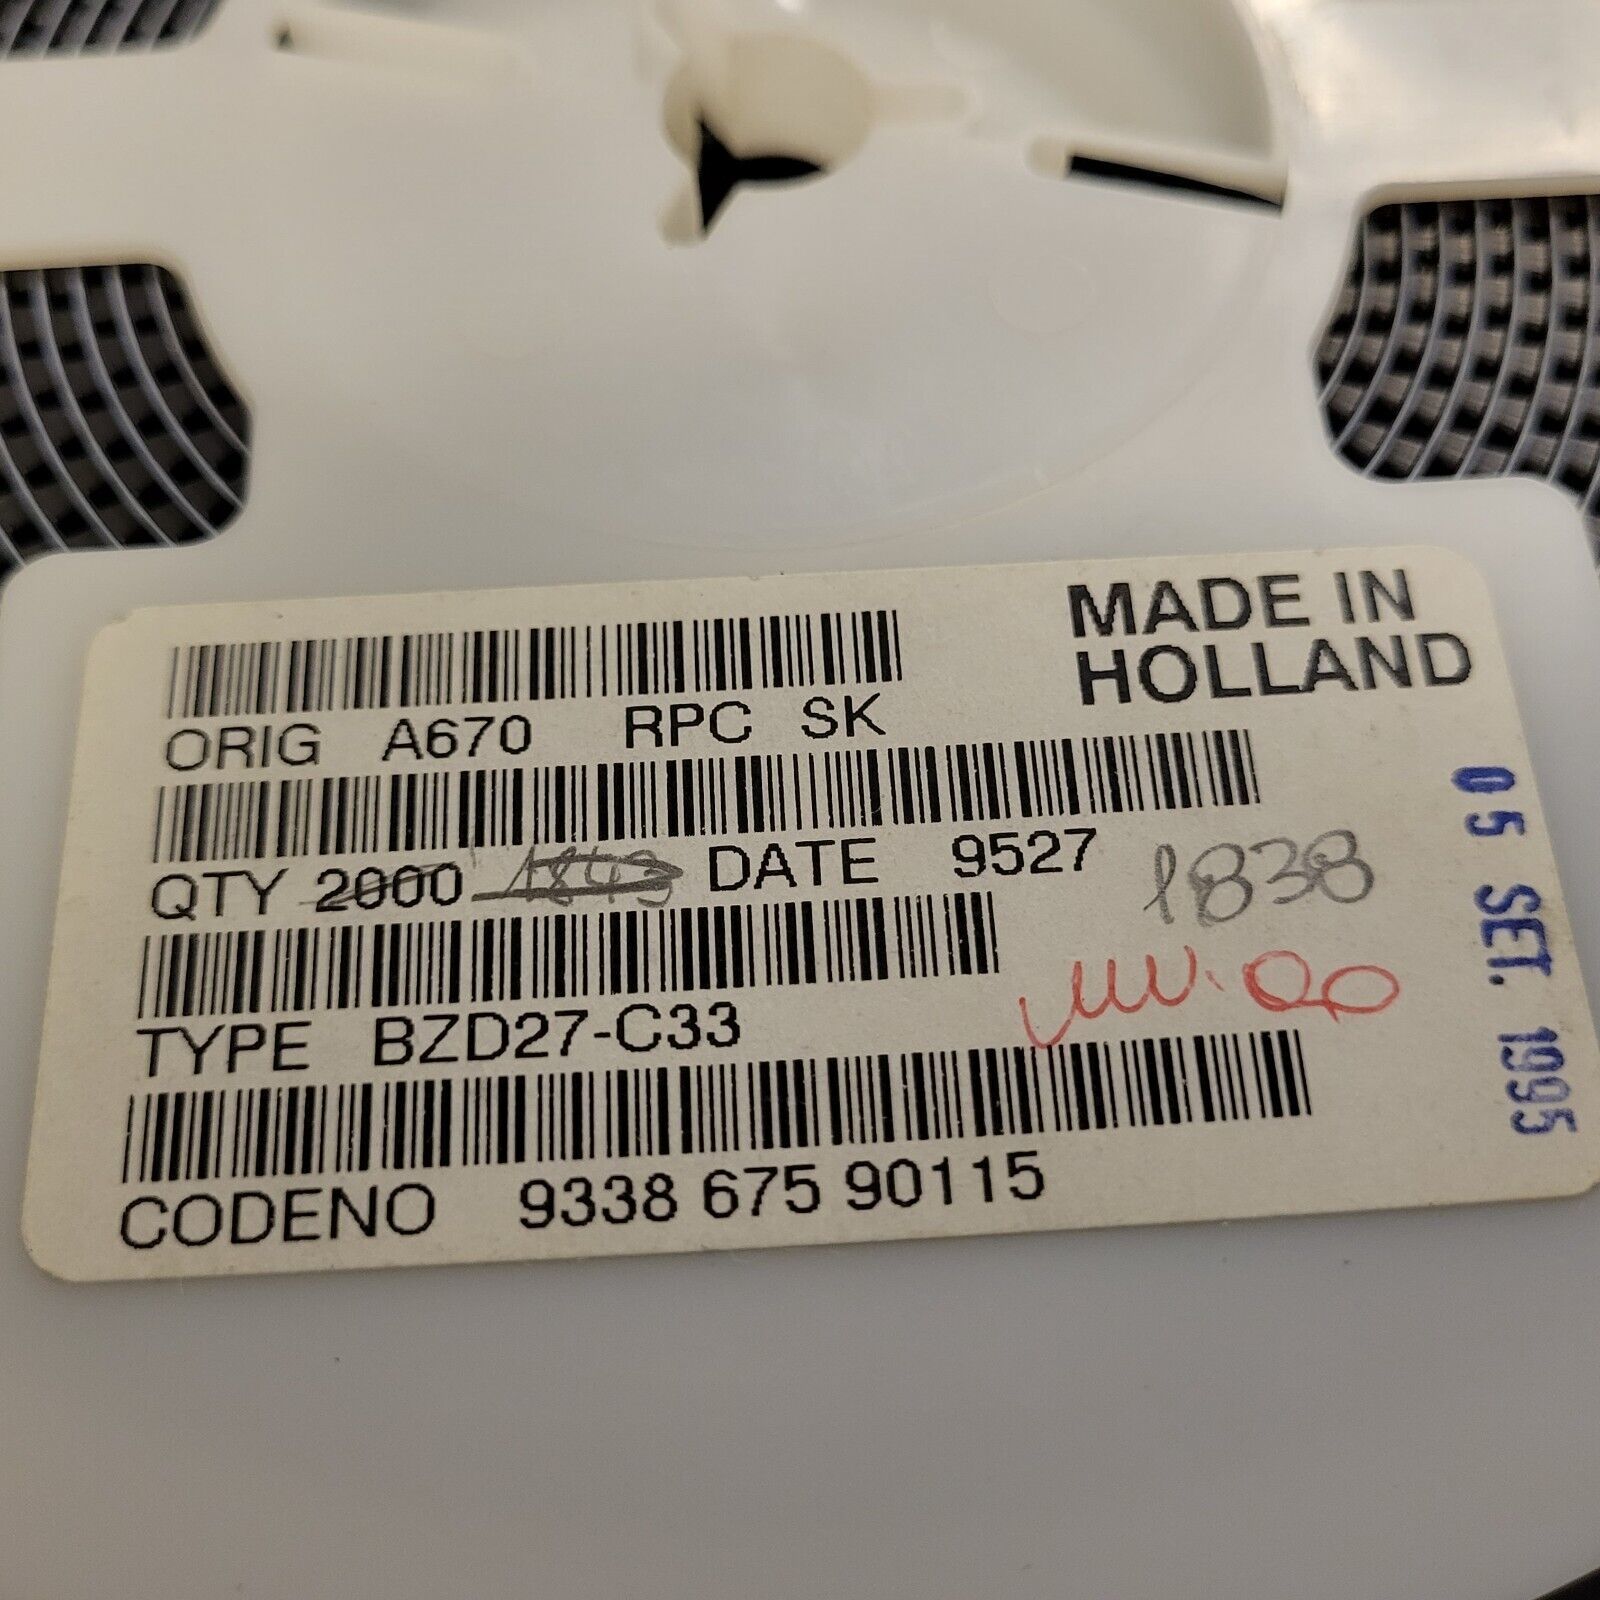 MADE IN
HOLLAND
ORIG A670 RPC SK
QTY 2000 1843 DATE 9527
1838
TYPE BZD27-C33
CODENO 9338 675 90115
05 SET. 1995